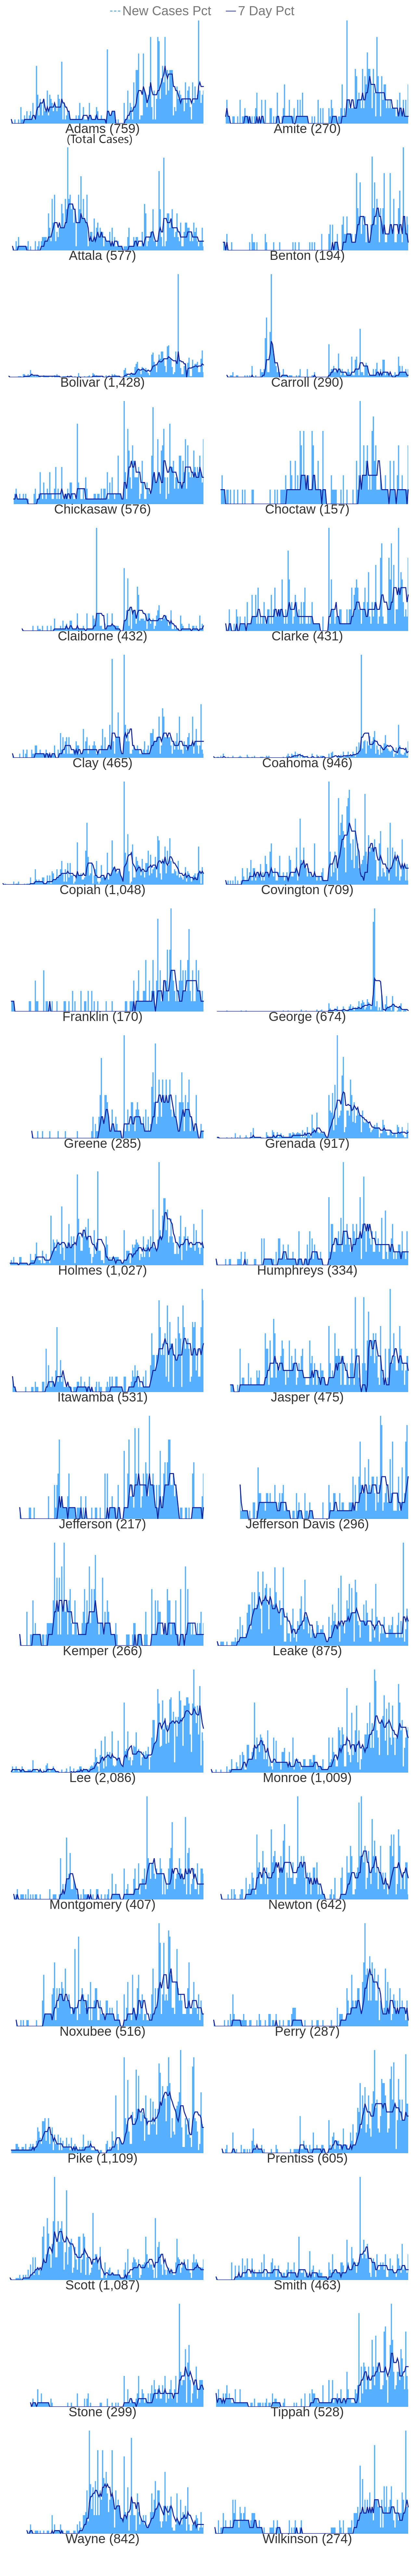 New Cases Pct 7 Day Pct
Adams (759) Amite (270)
(Total Cases)
Attala (577) Benton (194)
Bolivar (1,428) Carroll (290)
Chickasaw (576) Choctaw (157)
Claiborne (432) Clarke (431)
Clay (465) Coahoma (946)
Copiah (1,048) Covington (709)
Franklin (170) George (674)
Greene (285) Grenada (917)
Holmes (1,027) Humphreys (334)
Itawamba (531) Jasper (475)
Jefferson (217) Jefferson Davis (296)
Kemper (266) Leake (875)
Lee (2,086) Monroe (1,009)
Montgomery (407) Newton (642)
Noxubee (516) Perry (287)
Pike (1,109) Prentiss (605)
Scott (1,087) Smith (463)
Stone (299) Tippah (528)
Wayne (842) Wilkinson (274)